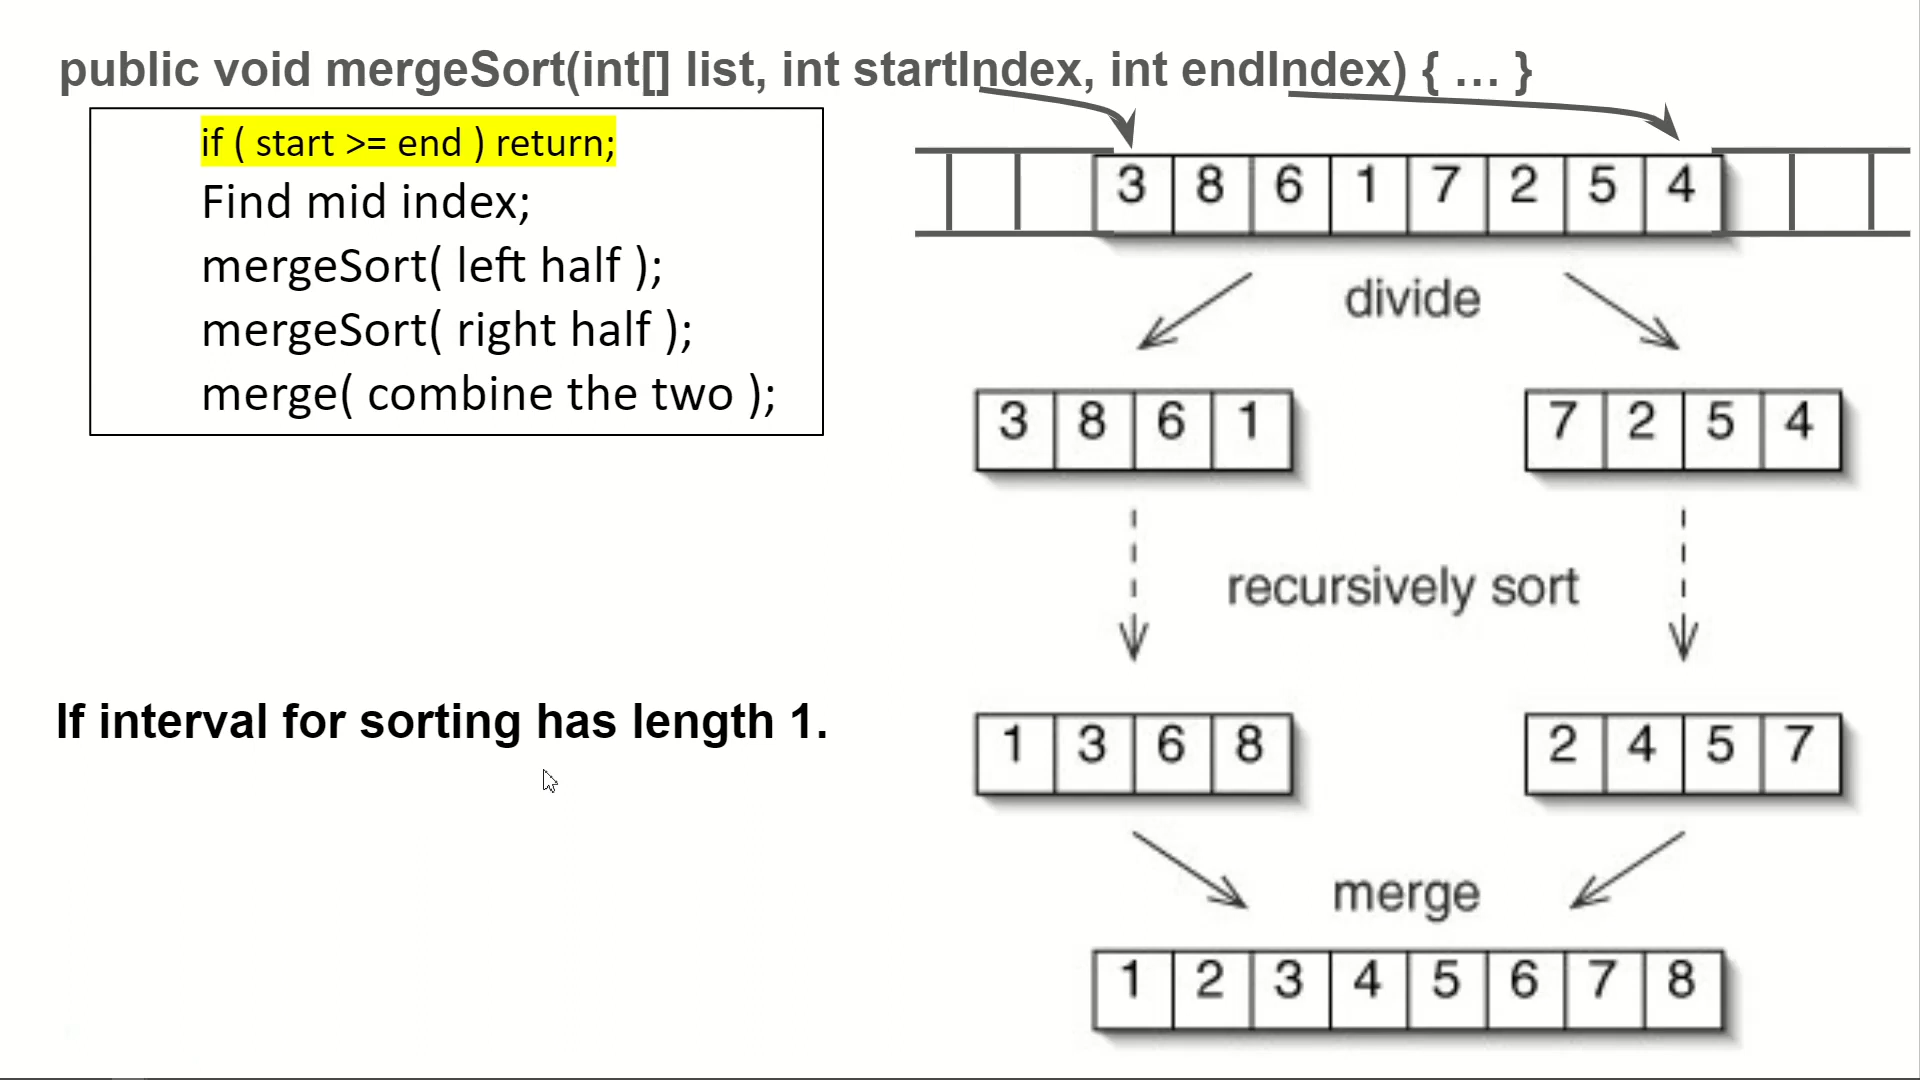 public void mergeSort(int[] list, int startIndex, int endIndex) { … }
if ( start >= end ) return;
Find mid index;
mergeSort( left half );
mergeSort( right half );
merge( combine the two );
If interval for sorting has length 1.
3 8 6 1 7 2 5 4
divide
3 8 6 1
7 2 5 4
recursively sort
1 3 6 8
2 4 5 7
merge
1 2 3 4 5 6 7 8